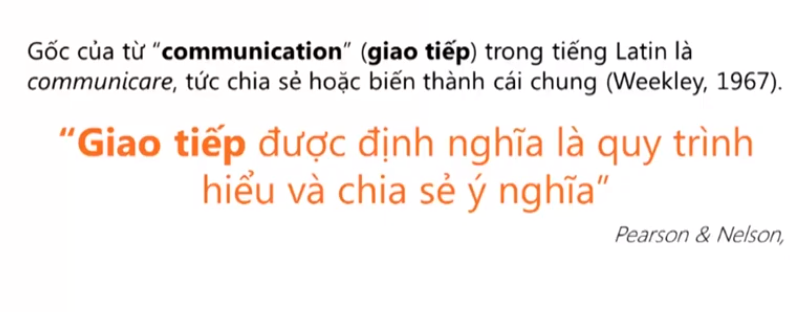 Gốc của từ “communication” (giao tiếp) trong tiếng Latin là
communicare, tức chia sẻ hoặc biến thành cái chung (Weekley, 1967).
“Giao tiếp được định nghĩa là quy trình
hiểu và chia sẻ ý nghĩa”
Pearson & Nelson,